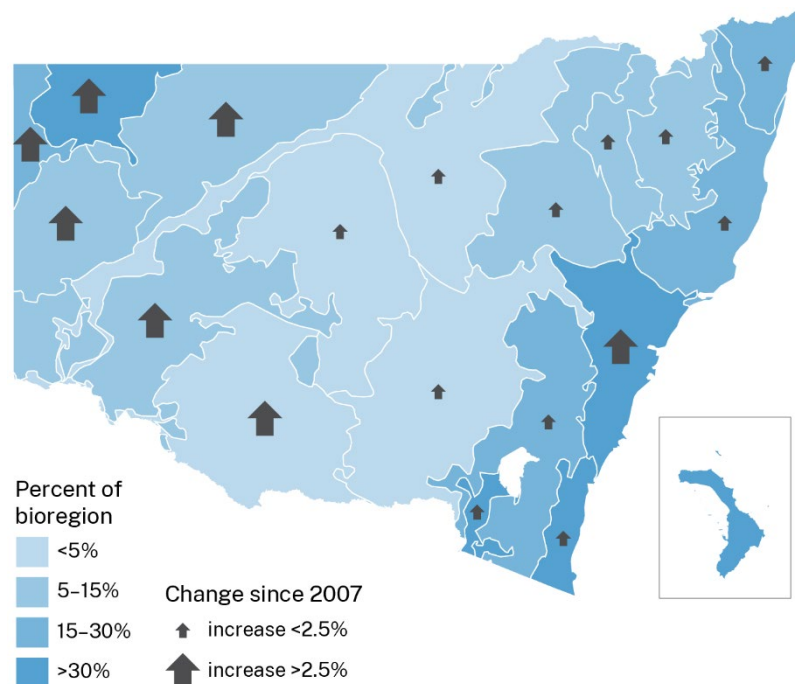 Percent of
bioregion
<5%
5–15%
15–30%
>30%
Change since 2007
increase <2.5%
increase >2.5%